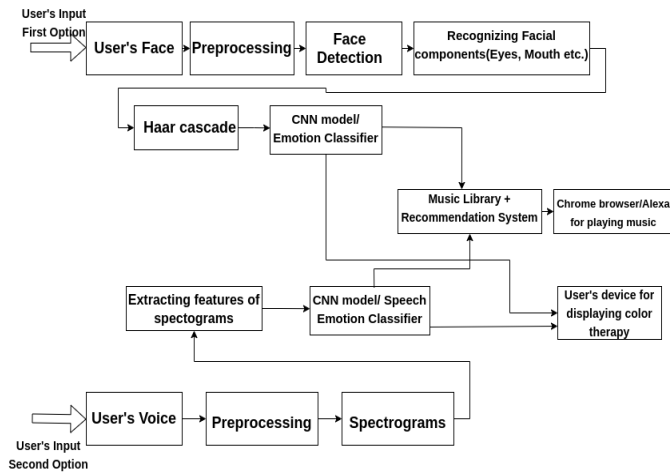 User's Input
First Option
User's Face
Preprocessing
Face
Detection
Recognizing Facial
components(Eyes, Mouth etc.)
Haar cascade
CNN model/
Emotion Classifier
Music Library +
Recommendation System
Chrome browser/Alexa
for playing music
Extracting features of
spectograms
CNN model/ Speech
Emotion Classifier
User's device for
displaying color
therapy
User's Voice
Preprocessing
Spectrograms
User's Input
Second Option